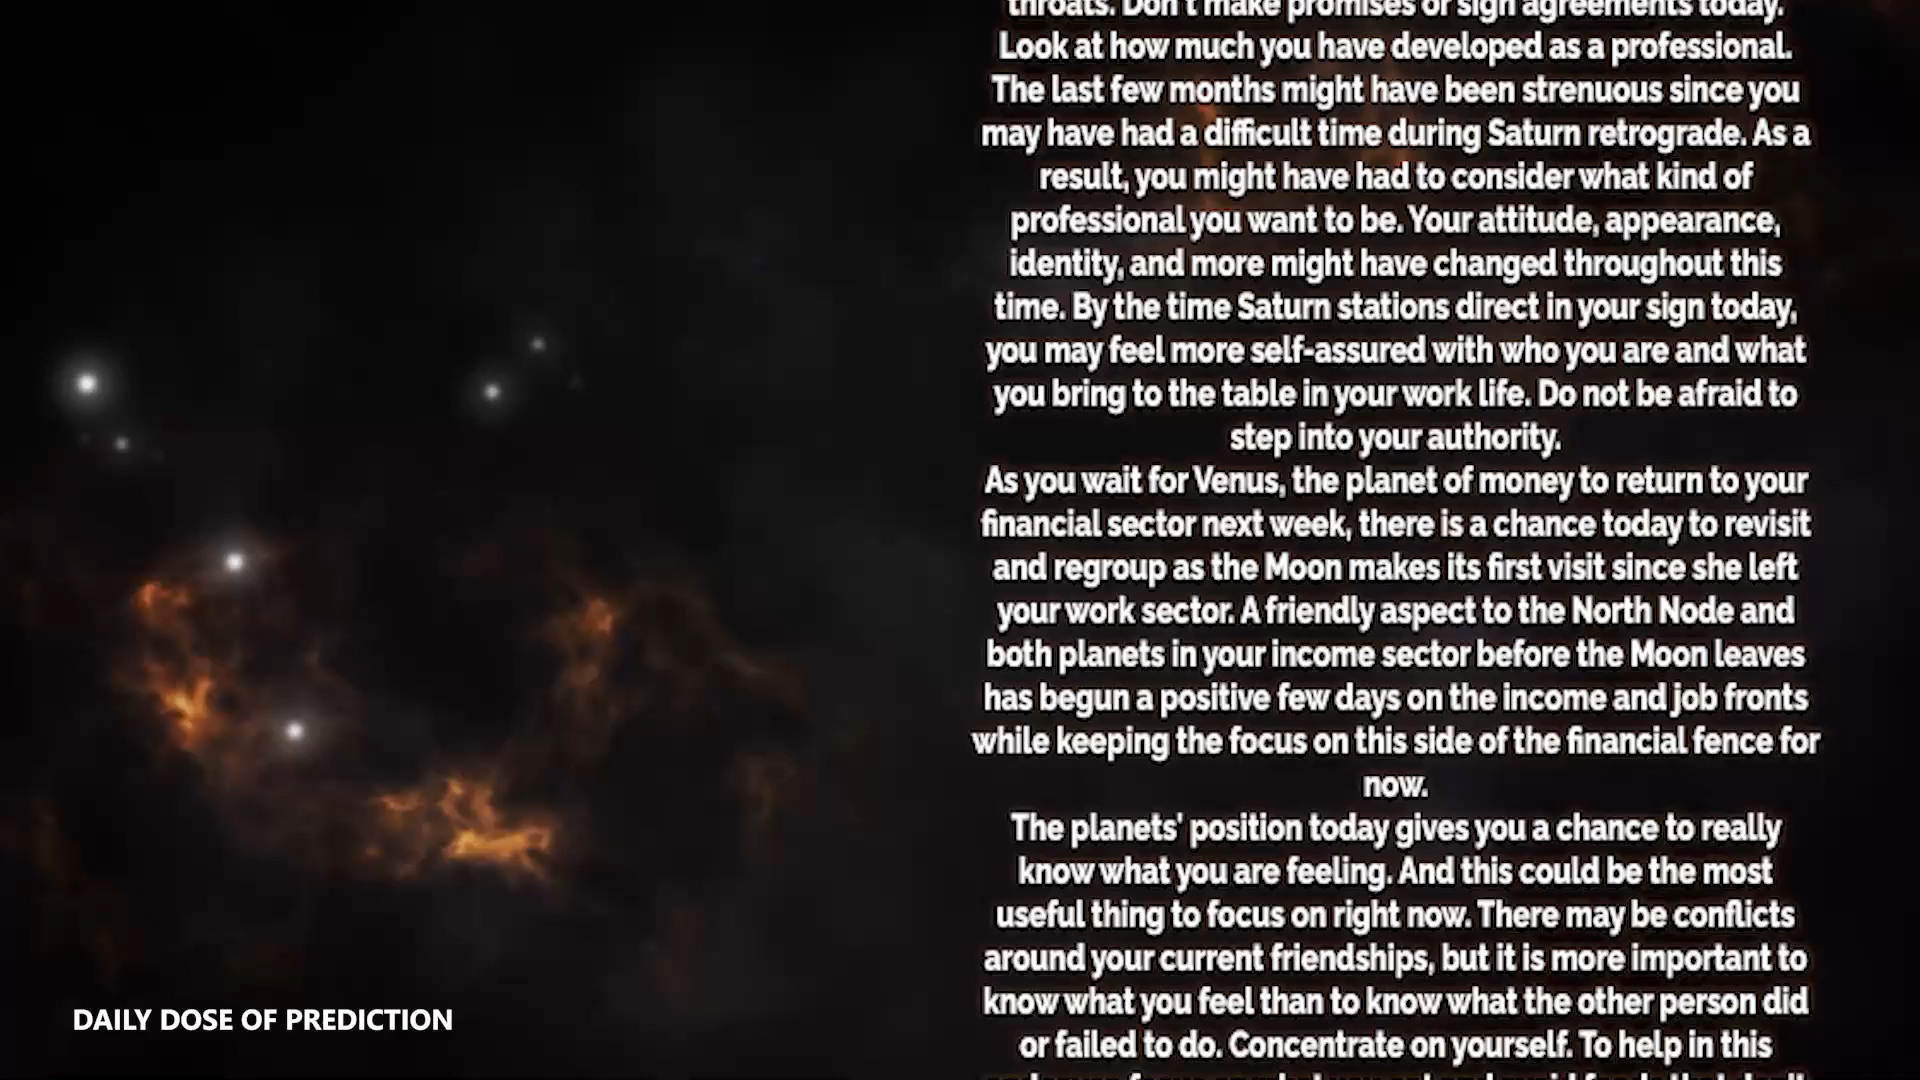 throats. Don't make promises or sign agreements today.
Look at how much you have developed as a professional.
The last few months might have been strenuous since you
may have had a difficult time during Saturn retrograde. As a
result, you might have had to consider what kind of
professional you want to be. Your attitude, appearance,
identity, and more might have changed throughout this
time. By the time Saturn stations direct in your sign today,
you may feel more self-assured with who you are and what
you bring to the table in your work life. Do not be afraid to
step into your authority.
As you wait for Venus, the planet of money to return to your
financial sector next week, there is a chance today to revisit
and regroup as the Moon makes its first visit since she left
your work sector. A friendly aspect to the North Node and
both planets in your income sector before the Moon leaves
has begun a positive few days on the income and job fronts
while keeping the focus on this side of the financial fence for
now.
The planets' position today gives you a chance to really
know what you are feeling. And this could be the most
useful thing to focus on right now. There may be conflicts
around your current friendships, but it is more important to
know what you feel than to know what the other person did
or failed to do. Concentrate on yourself. To help in this
DAILY DOSE OF PREDICTION